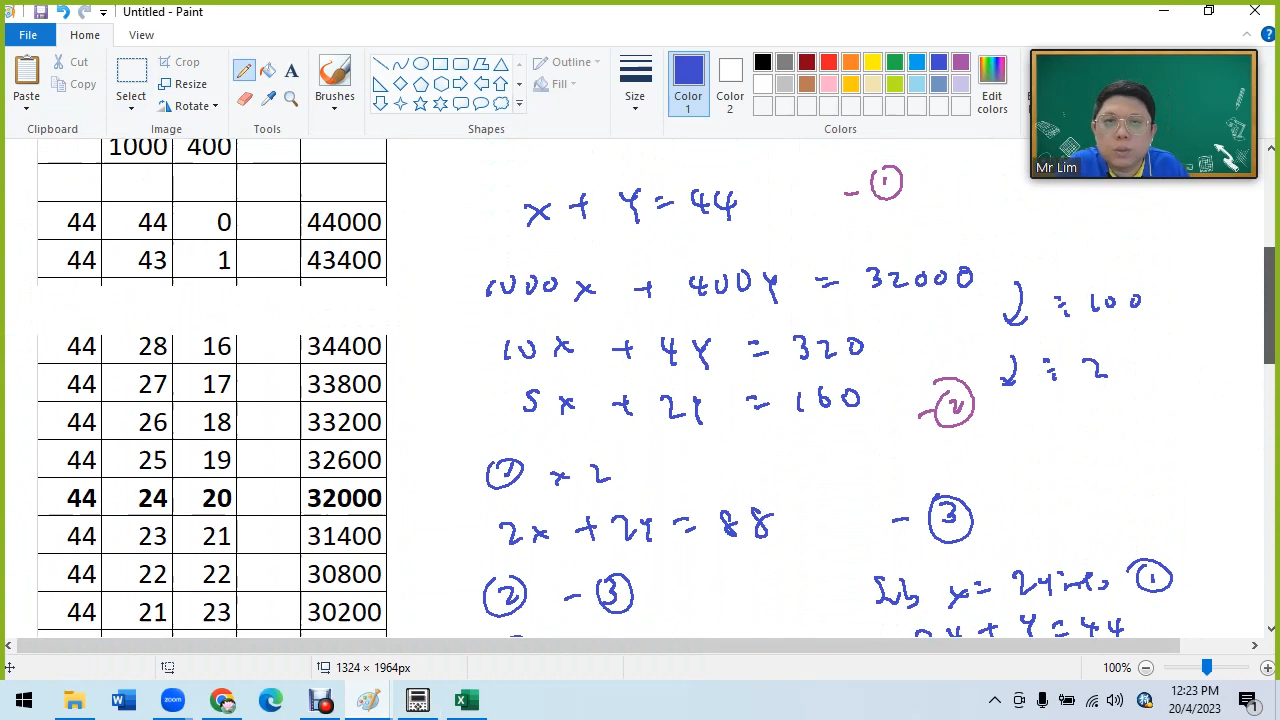 Untitled - Paint
File Home View
Paste
Cut
Copy
Clipboard
Select
Crop
Resize
Rotate
Image
A
Tools
Brushes
Outline
Fill
Shapes
Size
Color 1
Color 2
Edit colors
Colors
Mr Lim
1000 400
44 44 0 44000
44 43 1 43400
44 28 16 34400
44 27 17 33800
44 26 18 33200
44 25 19 32600
44 24 20 32000
44 23 21 31400
44 22 22 30800
44 21 23 30200
x + y = 44 - ①
1000x + 400y = 32000
÷ 100
10x + 4y = 320
÷ 2
5x + 2y = 160 - ②
① x 2
2x + 2y = 88 - ③
② - ③
Sub x = 24 into ①
24 + y = 44
1324 × 1964px
100%
12:23 PM
20/4/2023
zoom
1